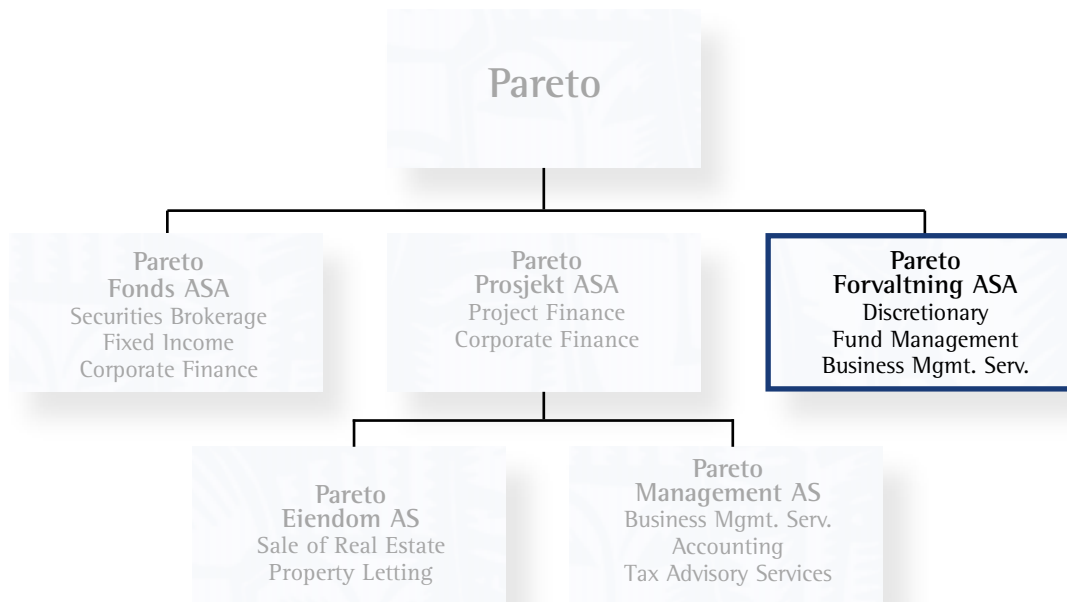 Pareto
Pareto
Fonds ASA
Securities Brokerage
Fixed Income
Corporate Finance
Pareto
Prosjekt ASA
Project Finance
Corporate Finance
Pareto
Forvaltning ASA
Discretionary
Fund Management
Business Mgmt. Serv.
Pareto
Eiendom AS
Sale of Real Estate
Property Letting
Pareto
Management AS
Business Mgmt. Serv.
Accounting
Tax Advisory Services